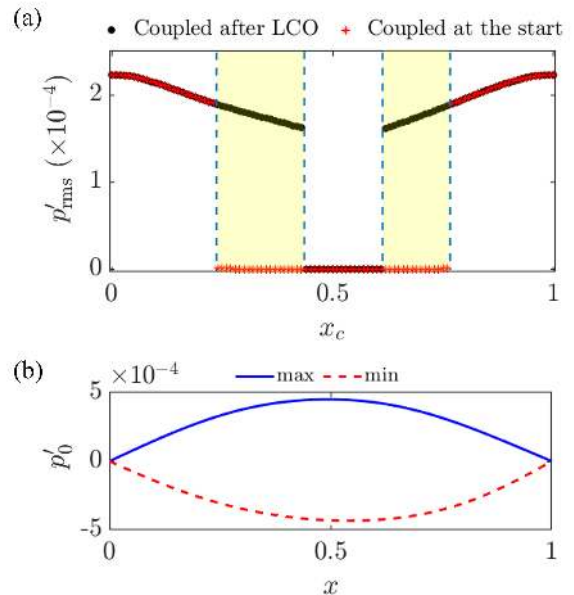 (a)
● Coupled after LCO + Coupled at the start
p′rms (×10−4)
2
1
0
0 0.5 1
xc
(b)
×10−4
max min
5
0
-5
p′0
0 0.5 1
x